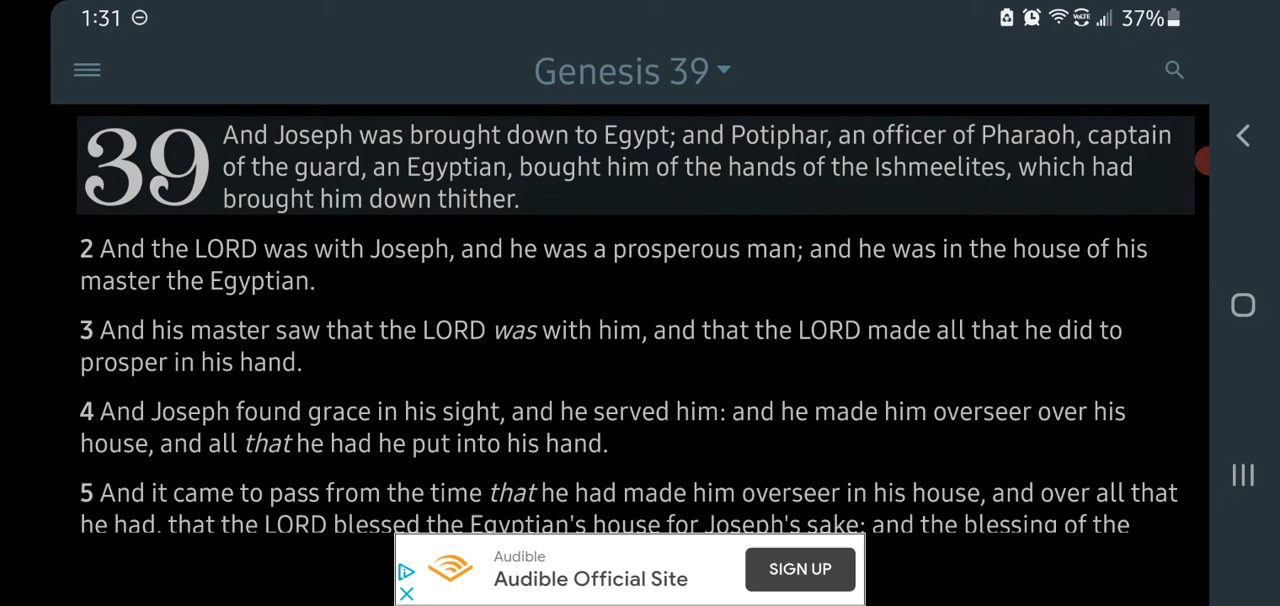 1:31
VoLTE
37%
Genesis 39
39 And Joseph was brought down to Egypt; and Potiphar, an officer of Pharaoh, captain
of the guard, an Egyptian, bought him of the hands of the Ishmeelites, which had
brought him down thither.
2 And the LORD was with Joseph, and he was a prosperous man; and he was in the house of his
master the Egyptian.
3 And his master saw that the LORD was with him, and that the LORD made all that he did to
prosper in his hand.
4 And Joseph found grace in his sight, and he served him: and he made him overseer over his
house, and all that he had he put into his hand.
5 And it came to pass from the time that he had made him overseer in his house, and over all that
he had, that the LORD blessed the Egyptian's house for Joseph's sake; and the blessing of the
Audible
Audible Official Site
SIGN UP